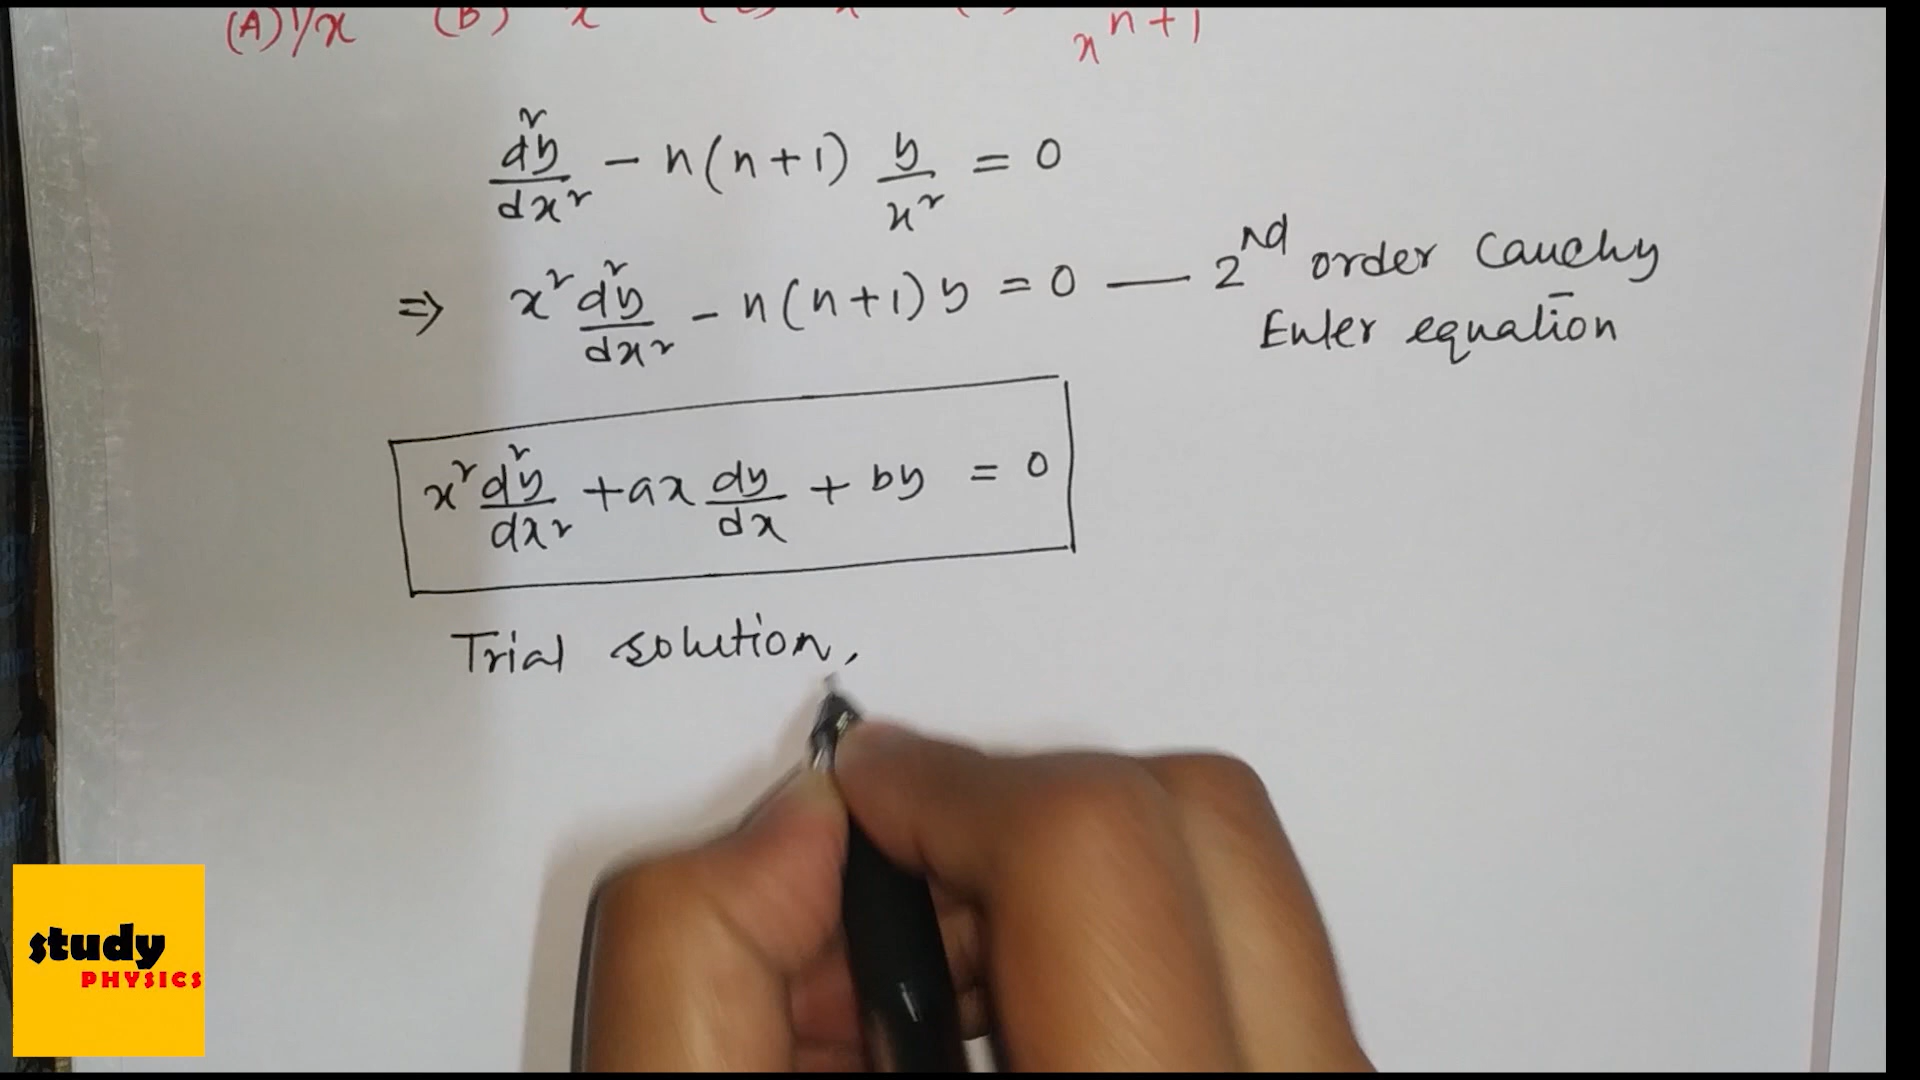 (A) 1/x (B) x x^{n+1}
d²y/dx² - n(n+1) y/x² = 0
⇒ x² d²y/dx² - n(n+1)y = 0 — 2nd order Cauchy
Euler equation
x² d²y/dx² + ax dy/dx + by = 0
Trial solution,
study
PHYSICS